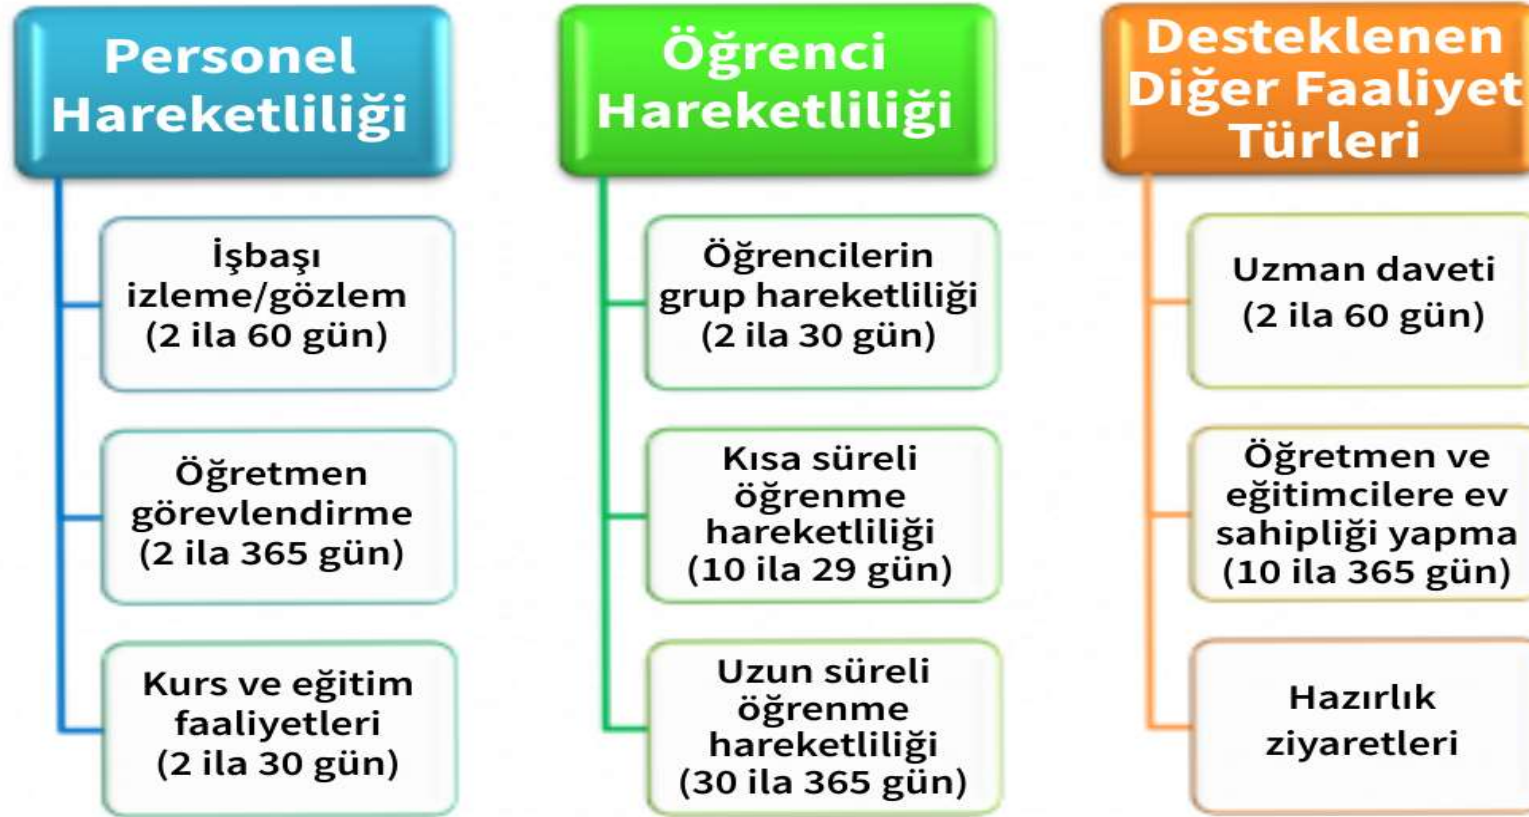 Personel
Hareketliliği
İşbaşı
izleme/gözlem
(2 ila 60 gün)
Öğretmen
görevlendirme
(2 ila 365 gün)
Kurs ve eğitim
faaliyetleri
(2 ila 30 gün)
Öğrenci
Hareketliliği
Öğrencilerin
grup hareketliliği
(2 ila 30 gün)
Kısa süreli
öğrenme
hareketliliği
(10 ila 29 gün)
Uzun süreli
öğrenme
hareketliliği
(30 ila 365 gün)
Desteklenen
Diğer Faaliyet
Türleri
Uzman daveti
(2 ila 60 gün)
Öğretmen ve
eğitimcilere ev
sahipliği yapma
(10 ila 365 gün)
Hazırlık
ziyaretleri